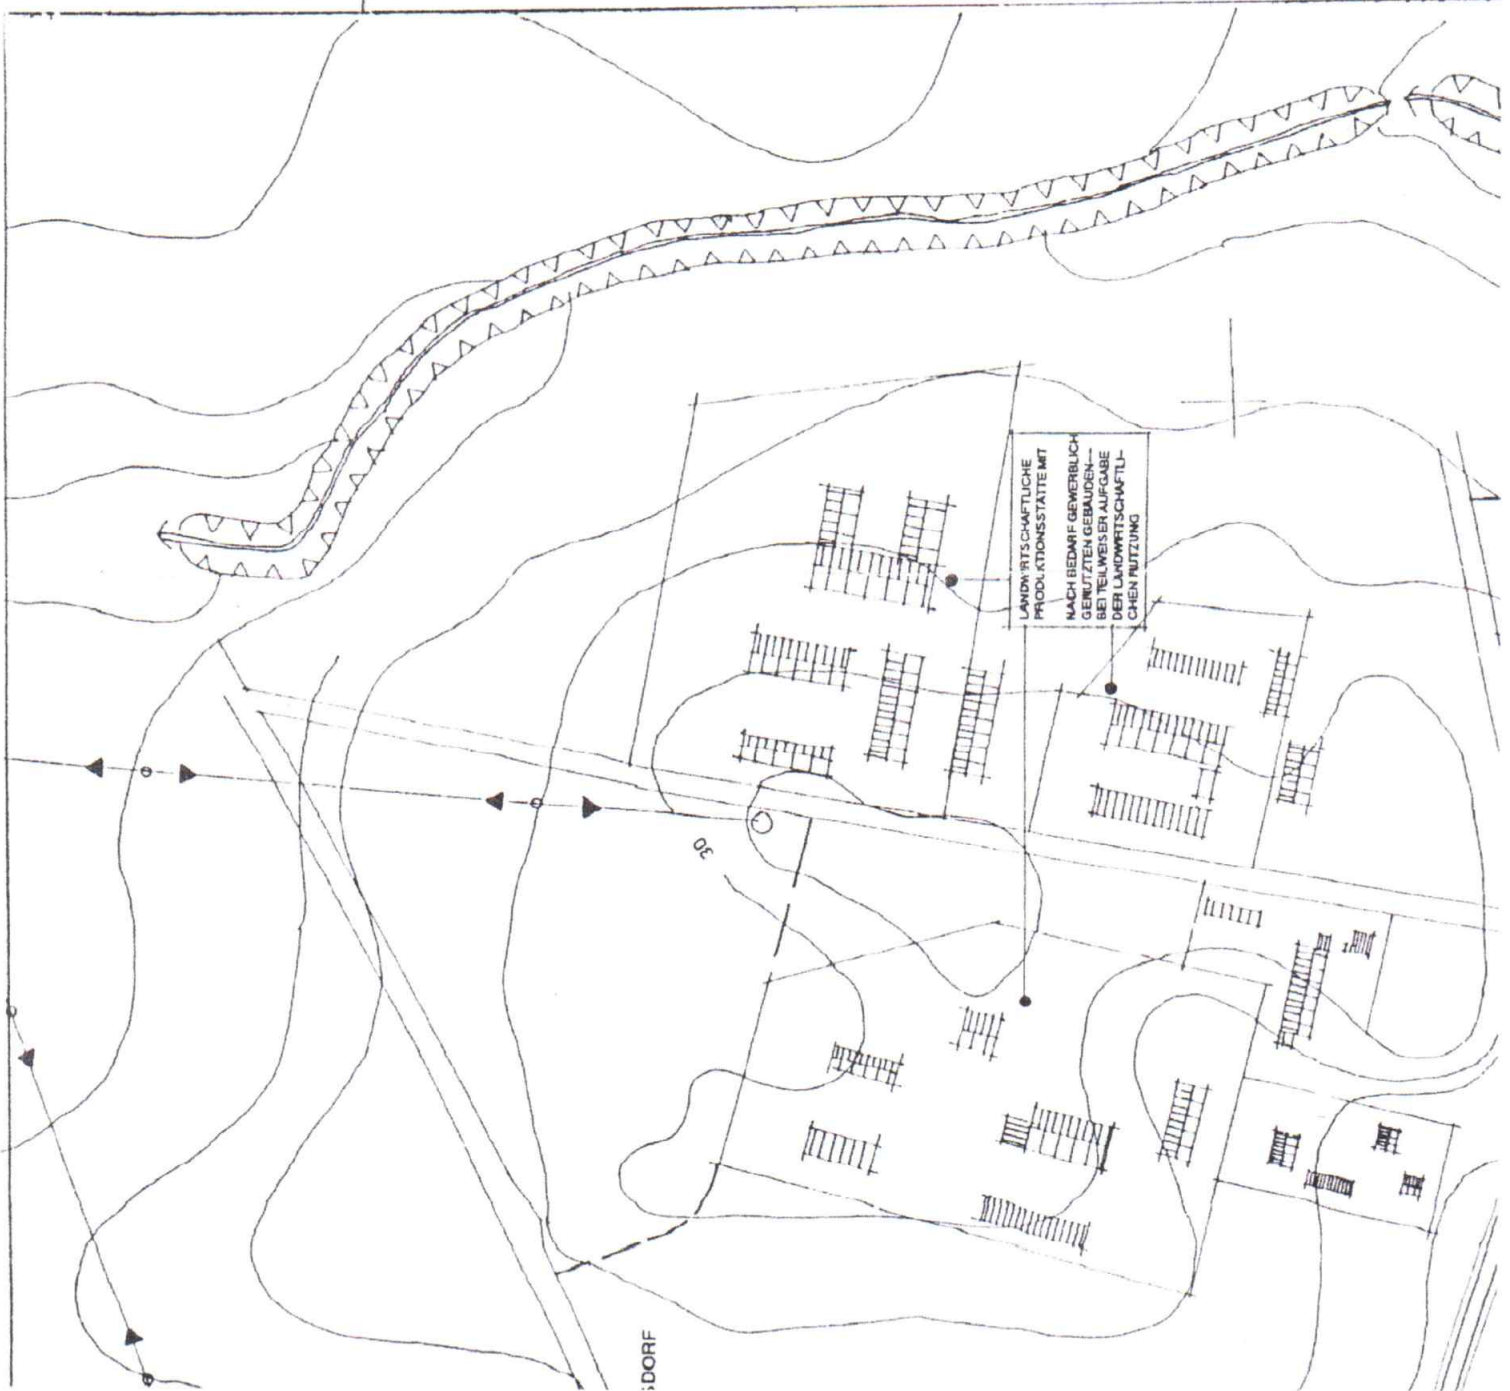 LANDWIRTSCHAFTLICHE
PRODUKTIONSSTÄTTE MIT
NACH BEDARF GEWERBLICH
GENUTZTEN GEBÄUDEN—
BEI TEILWEISER AUFGABE
DER LANDWIRTSCHAFTLI-
CHEN NUTZUNG
30
SDORF